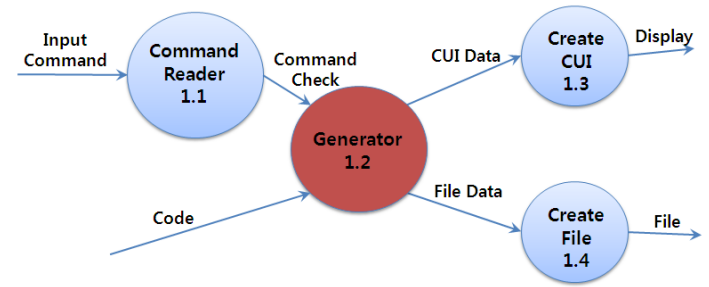 Input
Command
Command
Reader
1.1
Command
Check
Generator
1.2
Code
CUI Data
Create
CUI
1.3
Display
File Data
Create
File
1.4
File